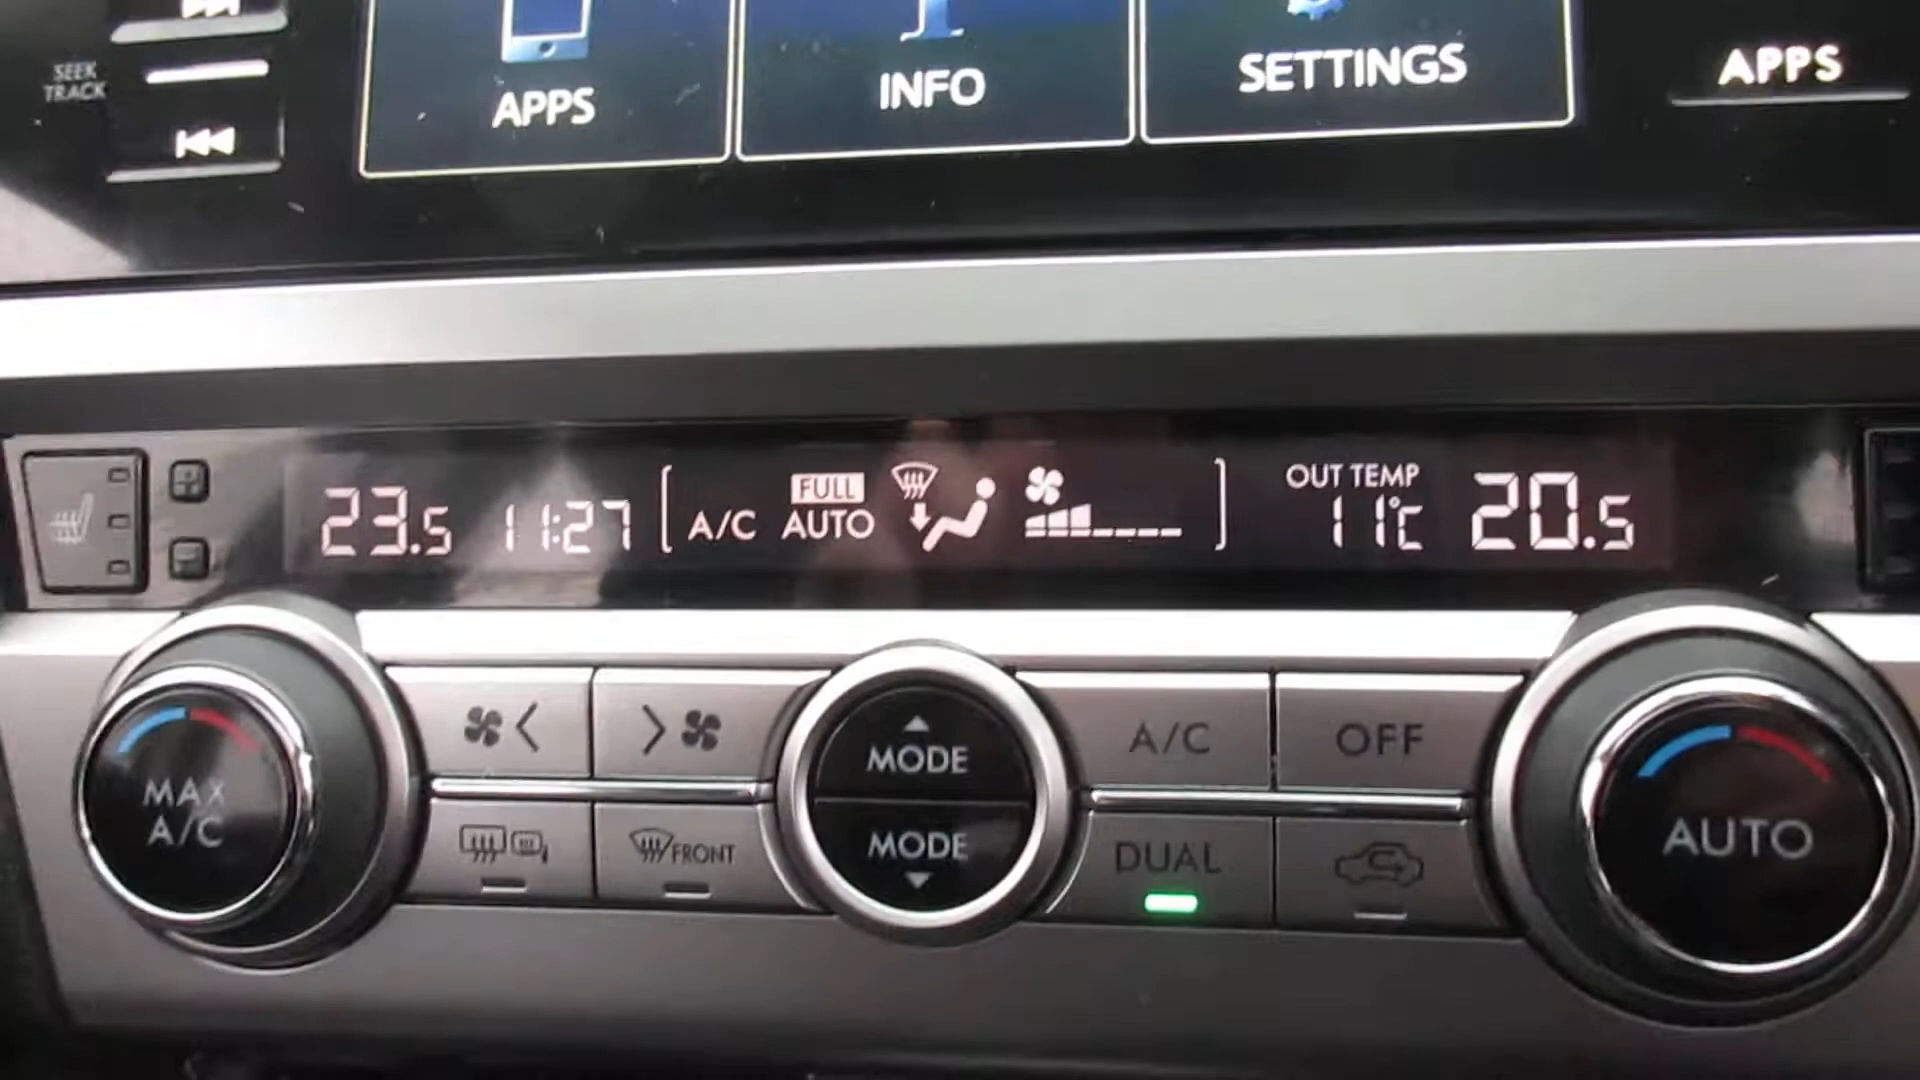 SEEK
TRACK
APPS
INFO
SETTINGS
APPS
23.5
11:27
A/C
FULL
AUTO
OUT TEMP
11°C
20.5
MAX
A/C
MODE
MODE
A/C
OFF
FRONT
DUAL
AUTO